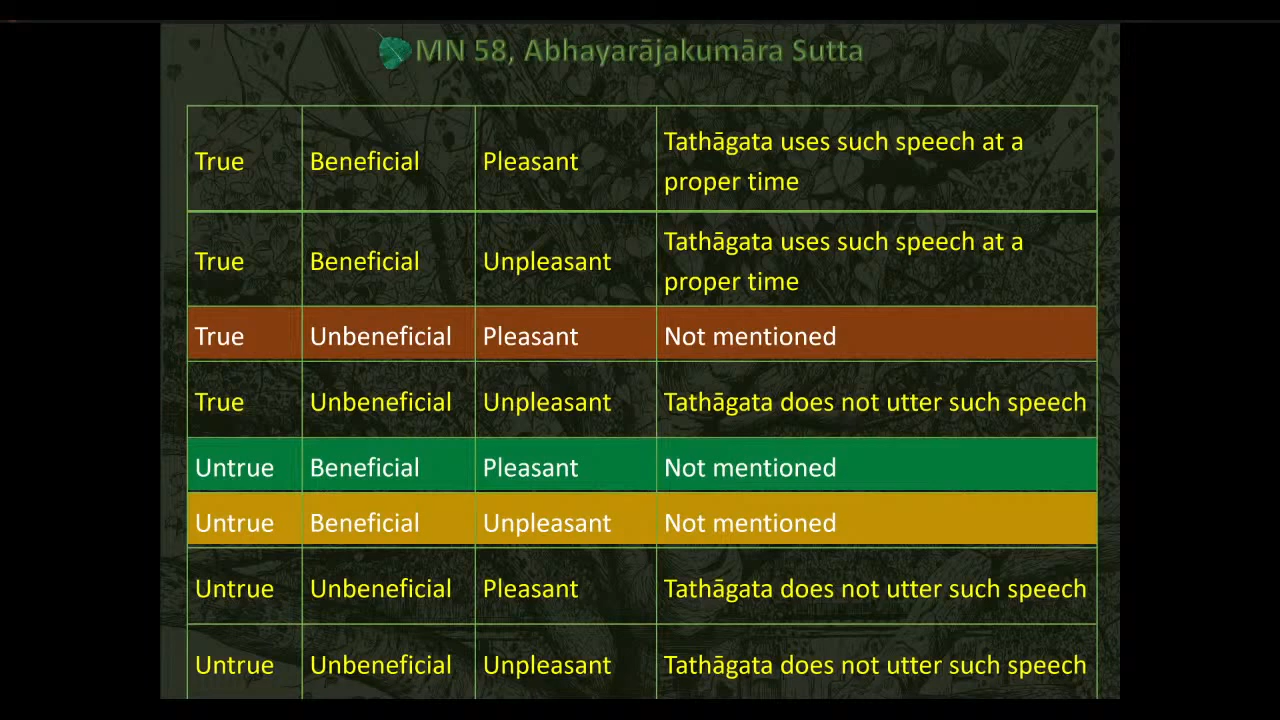 MN 58, Abhayarājakumāra Sutta
True Beneficial Pleasant Tathāgata uses such speech at a
proper time
True Beneficial Unpleasant Tathāgata uses such speech at a
proper time
True Unbeneficial Pleasant Not mentioned
True Unbeneficial Unpleasant Tathāgata does not utter such speech
Untrue Beneficial Pleasant Not mentioned
Untrue Beneficial Unpleasant Not mentioned
Untrue Unbeneficial Pleasant Tathāgata does not utter such speech
Untrue Unbeneficial Unpleasant Tathāgata does not utter such speech